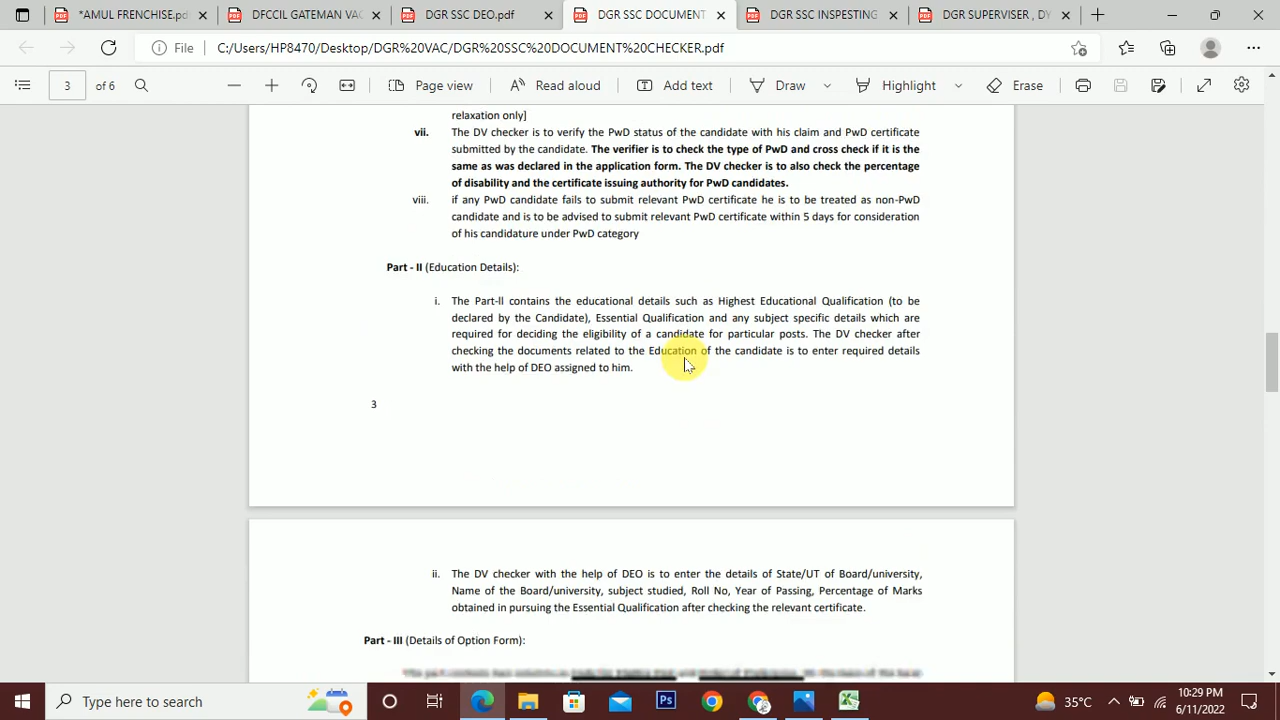 *AMUL FRENCHISE.pd
DFCCIL GATEMAN VAC
DGR SSC DEO.pdf
DGR SSC DOCUMENT
DGR SSC INSPESTING
DGR SUPERVISER , DY
File
C:/Users/HP8470/Desktop/DGR%20VAC/DGR%20SSC%20DOCUMENT%20CHECKER.pdf
3 of 6
Page view
Read aloud
Add text
Draw
Highlight
Erase
relaxation only]
vii. The DV checker is to verify the PwD status of the candidate with his claim and PwD certificate
submitted by the candidate. The verifier is to check the type of PwD and cross check if it is the
same as was declared in the application form. The DV checker is to also check the percentage
of disability and the certificate issuing authority for PwD candidates.
viii. if any PwD candidate fails to submit relevant PwD certificate he is to be treated as non-PwD
candidate and is to be advised to submit relevant PwD certificate within 5 days for consideration
of his candidature under PwD category
Part - II (Education Details):
i. The Part-II contains the educational details such as Highest Educational Qualification (to be
declared by the Candidate), Essential Qualification and any subject specific details which are
required for deciding the eligibility of a candidate for particular posts. The DV checker after
checking the documents related to the Education of the candidate is to enter required details
with the help of DEO assigned to him.
3
ii. The DV checker with the help of DEO is to enter the details of State/UT of Board/university,
Name of the Board/university, subject studied, Roll No, Year of Passing, Percentage of Marks
obtained in pursuing the Essential Qualification after checking the relevant certificate.
Part - III (Details of Option Form):
Type here to search
Ps
35°C
10:29 PM
6/11/2022